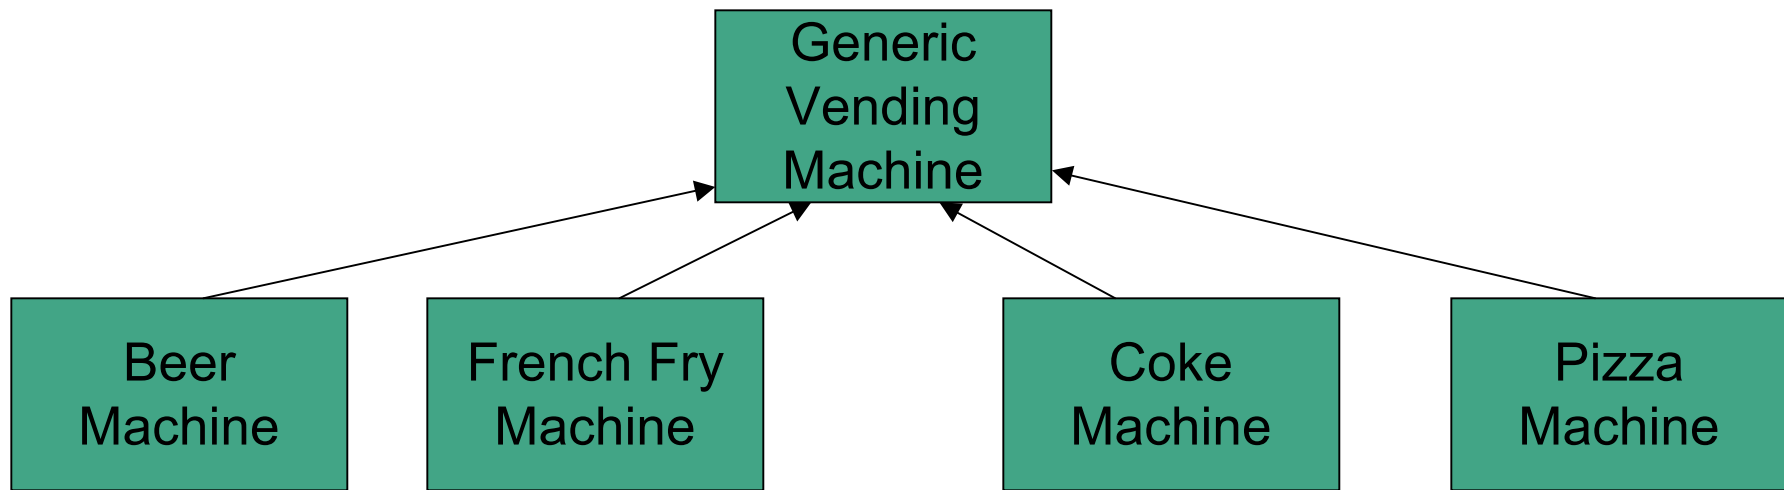 Generic
Vending
Machine
Beer
Machine
French Fry
Machine
Coke
Machine
Pizza
Machine